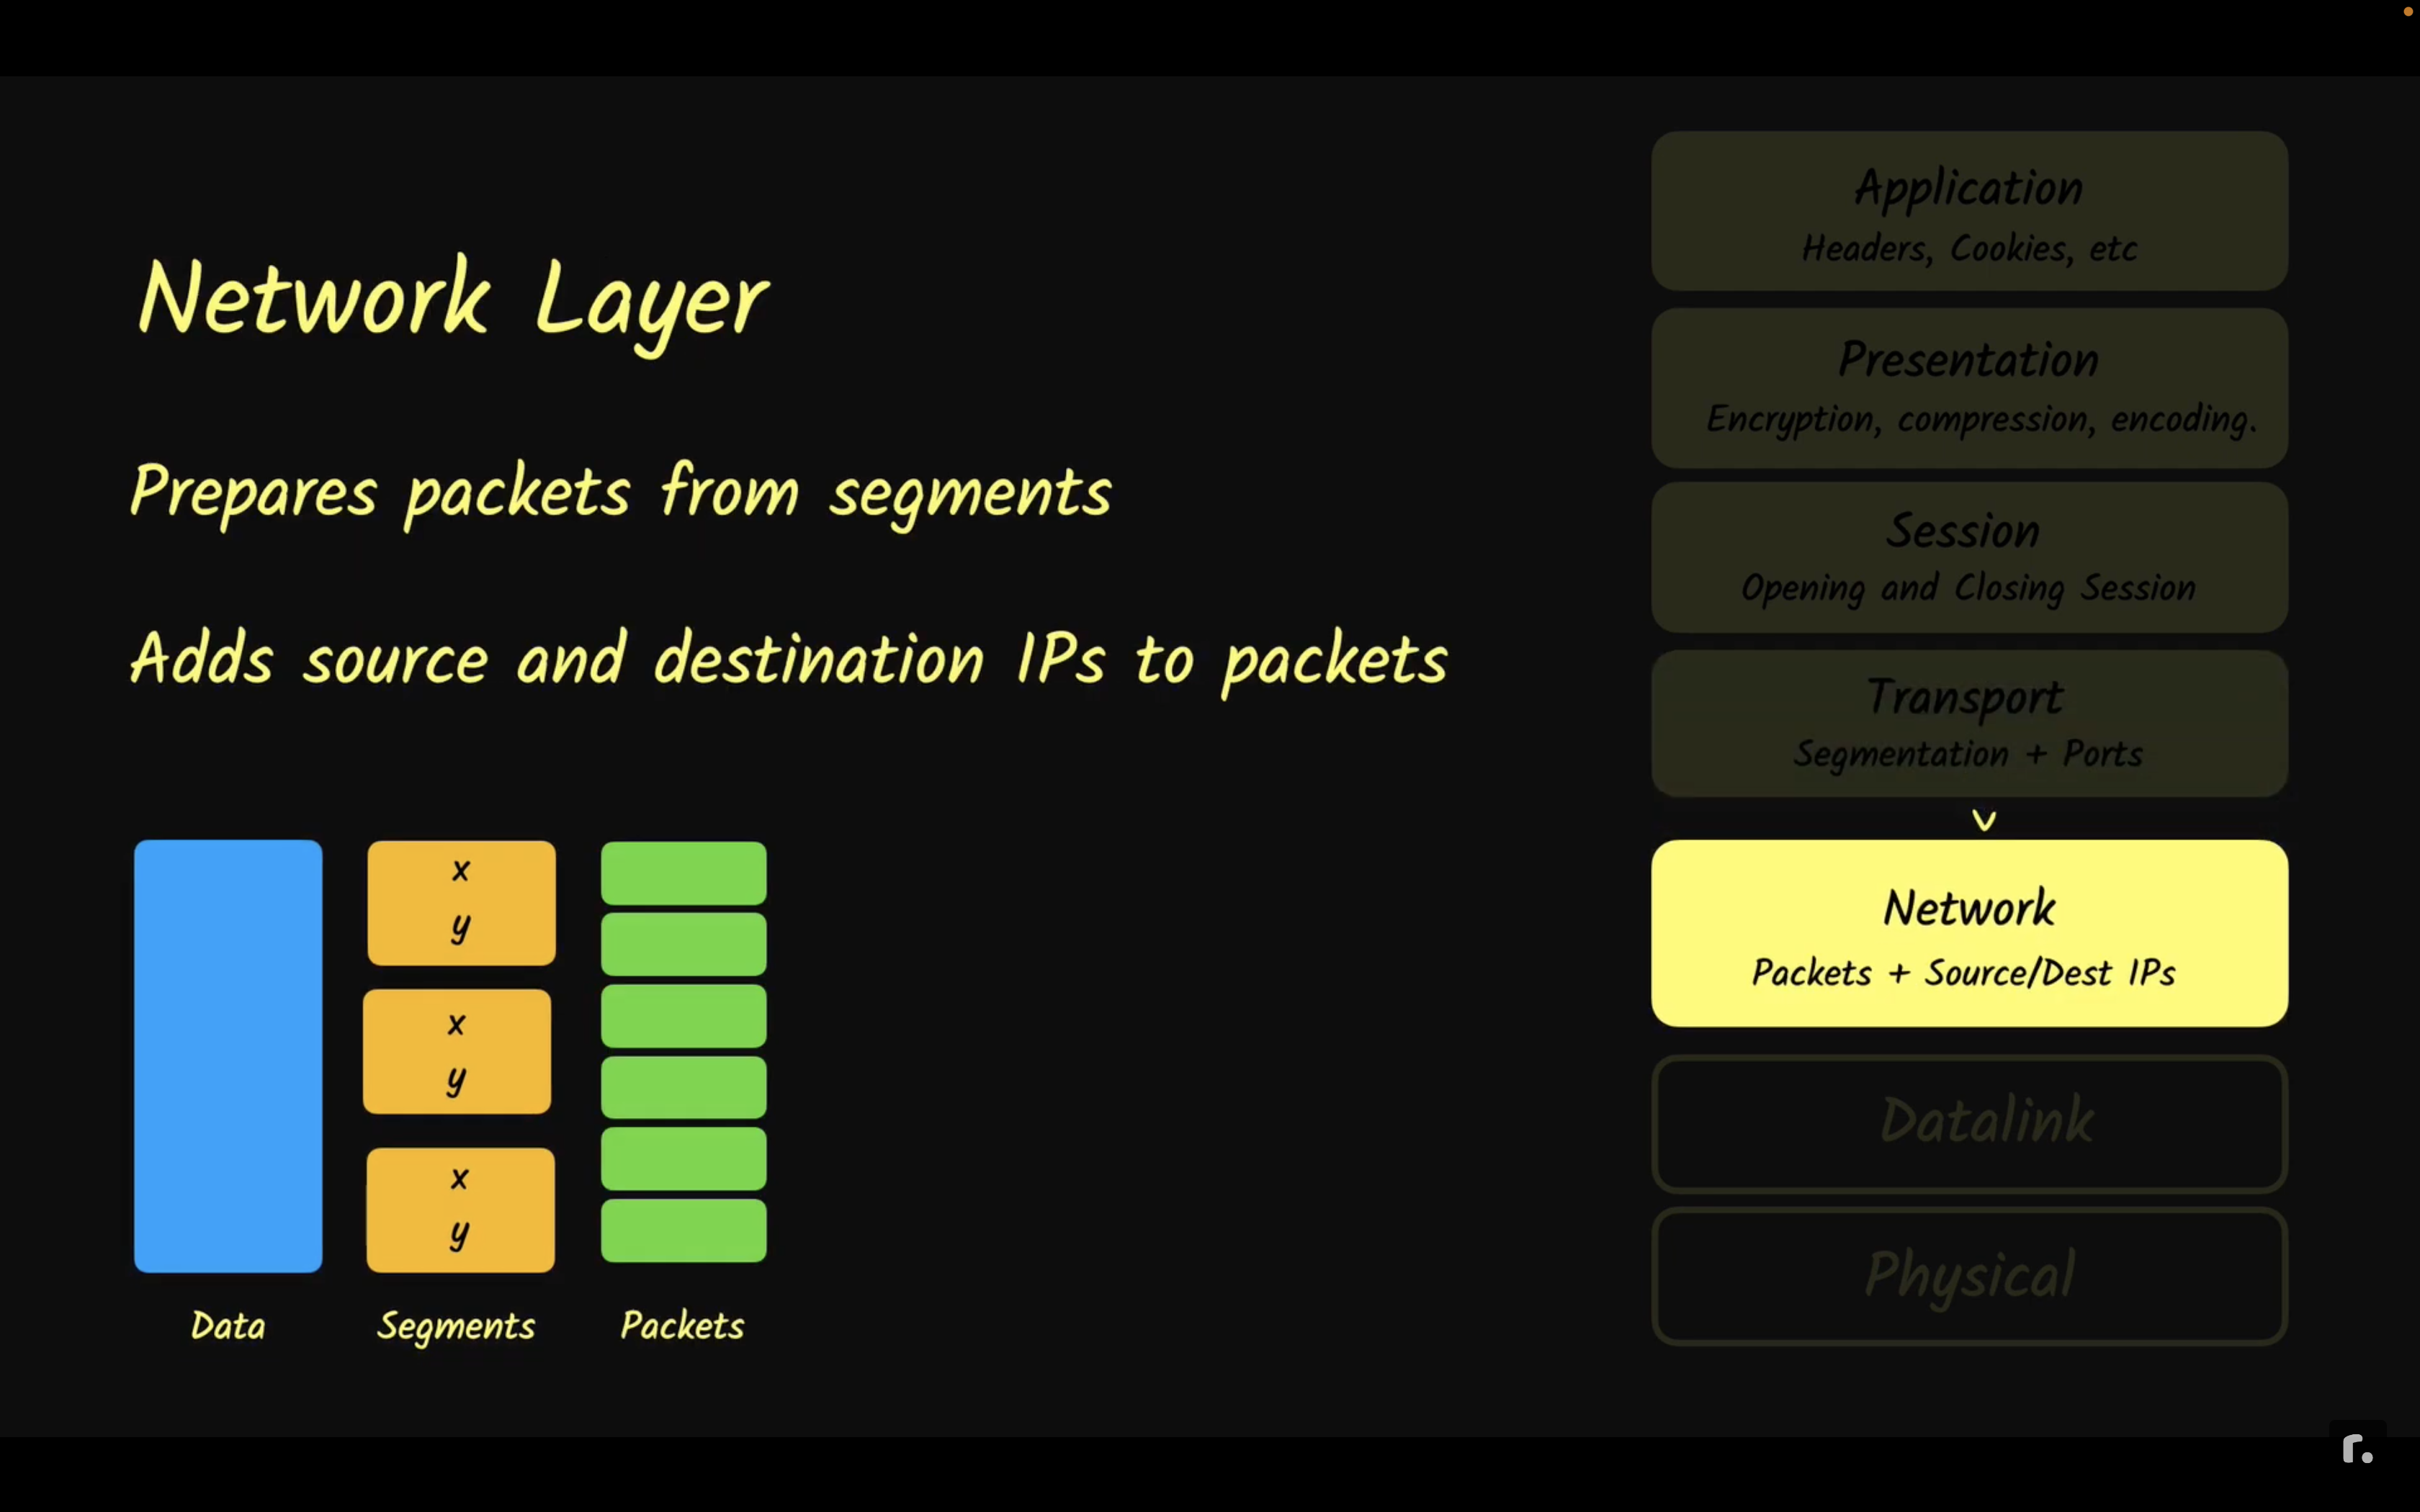 Network Layer
Prepares packets from segments
Adds source and destination IPs to packets
x
y
x
y
x
y
Data
Segments
Packets
Application
Headers, Cookies, etc
Presentation
Encryption, compression, encoding.
Session
Opening and Closing Session
Transport
Segmentation + Ports
Network
Packets + Source/Dest IPs
Datalink
Physical
r.